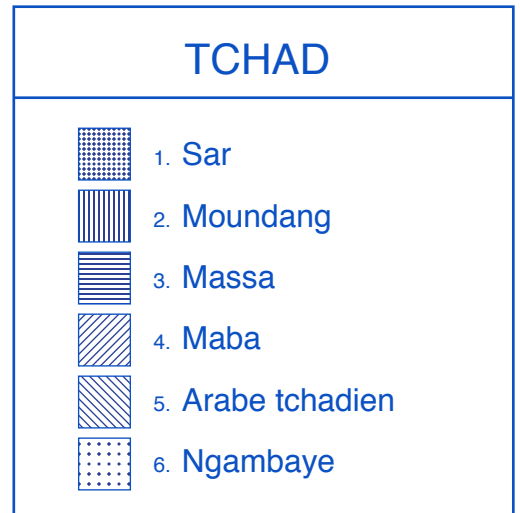 TCHAD
1. Sar
2. Moundang
3. Massa
4. Maba
5. Arabe tchadien
6. Ngambaye